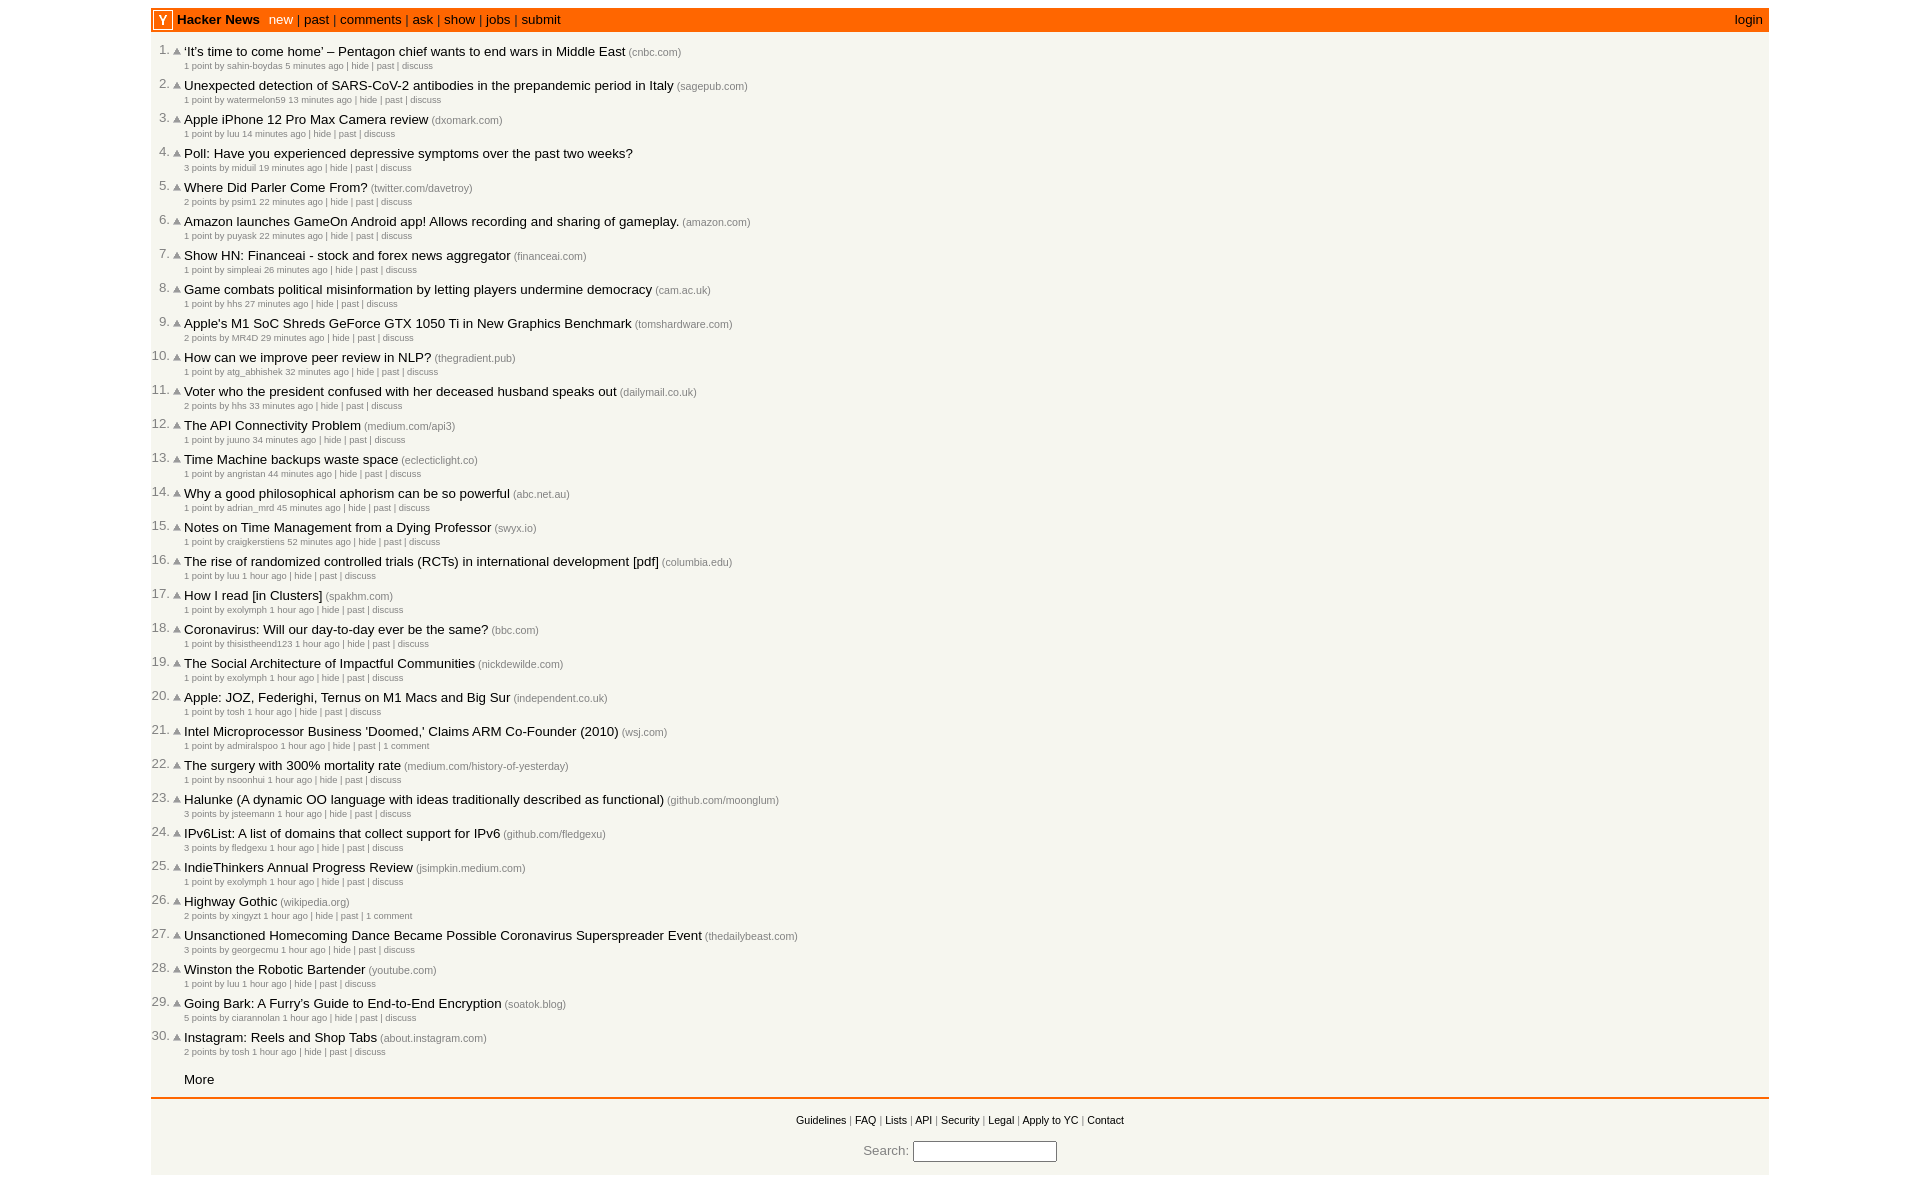 Y Hacker News new | past | comments | ask | show | jobs | submit login
1. ‘It’s time to come home’ – Pentagon chief wants to end wars in Middle East (cnbc.com)
1 point by sahin-boydas 5 minutes ago | hide | past | discuss
2. Unexpected detection of SARS-CoV-2 antibodies in the prepandemic period in Italy (sagepub.com)
1 point by watermelon59 13 minutes ago | hide | past | discuss
3. Apple iPhone 12 Pro Max Camera review (dxomark.com)
1 point by luu 14 minutes ago | hide | past | discuss
4. Poll: Have you experienced depressive symptoms over the past two weeks?
3 points by miduil 19 minutes ago | hide | past | discuss
5. Where Did Parler Come From? (twitter.com/davetroy)
2 points by psim1 22 minutes ago | hide | past | discuss
6. Amazon launches GameOn Android app! Allows recording and sharing of gameplay. (amazon.com)
1 point by puyask 22 minutes ago | hide | past | discuss
7. Show HN: Financeai - stock and forex news aggregator (financeai.com)
1 point by simpleai 26 minutes ago | hide | past | discuss
8. Game combats political misinformation by letting players undermine democracy (cam.ac.uk)
1 point by hhs 27 minutes ago | hide | past | discuss
9. Apple's M1 SoC Shreds GeForce GTX 1050 Ti in New Graphics Benchmark (tomshardware.com)
2 points by MR4D 29 minutes ago | hide | past | discuss
10. How can we improve peer review in NLP? (thegradient.pub)
1 point by atg_abhishek 32 minutes ago | hide | past | discuss
11. Voter who the president confused with her deceased husband speaks out (dailymail.co.uk)
2 points by hhs 33 minutes ago | hide | past | discuss
12. The API Connectivity Problem (medium.com/api3)
1 point by juuno 34 minutes ago | hide | past | discuss
13. Time Machine backups waste space (eclecticlight.co)
1 point by angristan 44 minutes ago | hide | past | discuss
14. Why a good philosophical aphorism can be so powerful (abc.net.au)
1 point by adrian_mrd 45 minutes ago | hide | past | discuss
15. Notes on Time Management from a Dying Professor (swyx.io)
1 point by craigkerstiens 52 minutes ago | hide | past | discuss
16. The rise of randomized controlled trials (RCTs) in international development [pdf] (columbia.edu)
1 point by luu 1 hour ago | hide | past | discuss
17. How I read [in Clusters] (spakhm.com)
1 point by exolymph 1 hour ago | hide | past | discuss
18. Coronavirus: Will our day-to-day ever be the same? (bbc.com)
1 point by thisistheend123 1 hour ago | hide | past | discuss
19. The Social Architecture of Impactful Communities (nickdewilde.com)
1 point by exolymph 1 hour ago | hide | past | discuss
20. Apple: JOZ, Federighi, Ternus on M1 Macs and Big Sur (independent.co.uk)
1 point by tosh 1 hour ago | hide | past | discuss
21. Intel Microprocessor Business 'Doomed,' Claims ARM Co-Founder (2010) (wsj.com)
1 point by admiralspoo 1 hour ago | hide | past | 1 comment
22. The surgery with 300% mortality rate (medium.com/history-of-yesterday)
1 point by nsoonhui 1 hour ago | hide | past | discuss
23. Halunke (A dynamic OO language with ideas traditionally described as functional) (github.com/moonglum)
3 points by jsteemann 1 hour ago | hide | past | discuss
24. IPv6List: A list of domains that collect support for IPv6 (github.com/fledgexu)
3 points by fledgexu 1 hour ago | hide | past | discuss
25. IndieThinkers Annual Progress Review (jsimpkin.medium.com)
1 point by exolymph 1 hour ago | hide | past | discuss
26. Highway Gothic (wikipedia.org)
2 points by xingyzt 1 hour ago | hide | past | 1 comment
27. Unsanctioned Homecoming Dance Became Possible Coronavirus Superspreader Event (thedailybeast.com)
3 points by georgecmu 1 hour ago | hide | past | discuss
28. Winston the Robotic Bartender (youtube.com)
1 point by luu 1 hour ago | hide | past | discuss
29. Going Bark: A Furry’s Guide to End-to-End Encryption (soatok.blog)
5 points by ciarannolan 1 hour ago | hide | past | discuss
30. Instagram: Reels and Shop Tabs (about.instagram.com)
2 points by tosh 1 hour ago | hide | past | discuss
More
Guidelines | FAQ | Lists | API | Security | Legal | Apply to YC | Contact
Search: